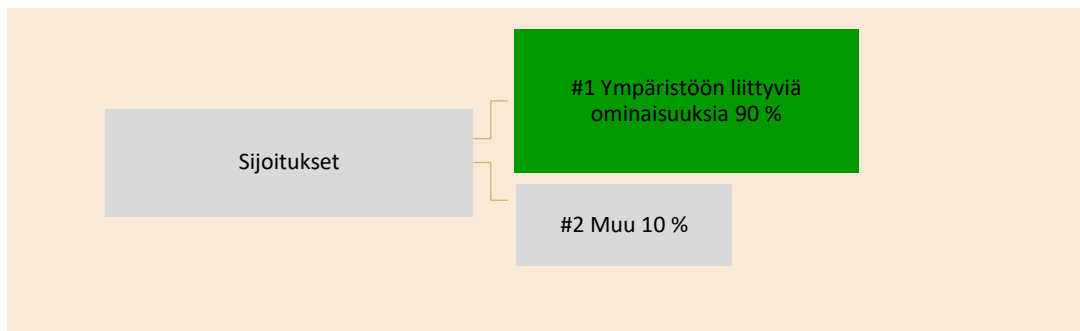 #1 Ympäristöön liittyviä
ominaisuuksia 90 %
Sijoitukset
#2 Muu 10 %